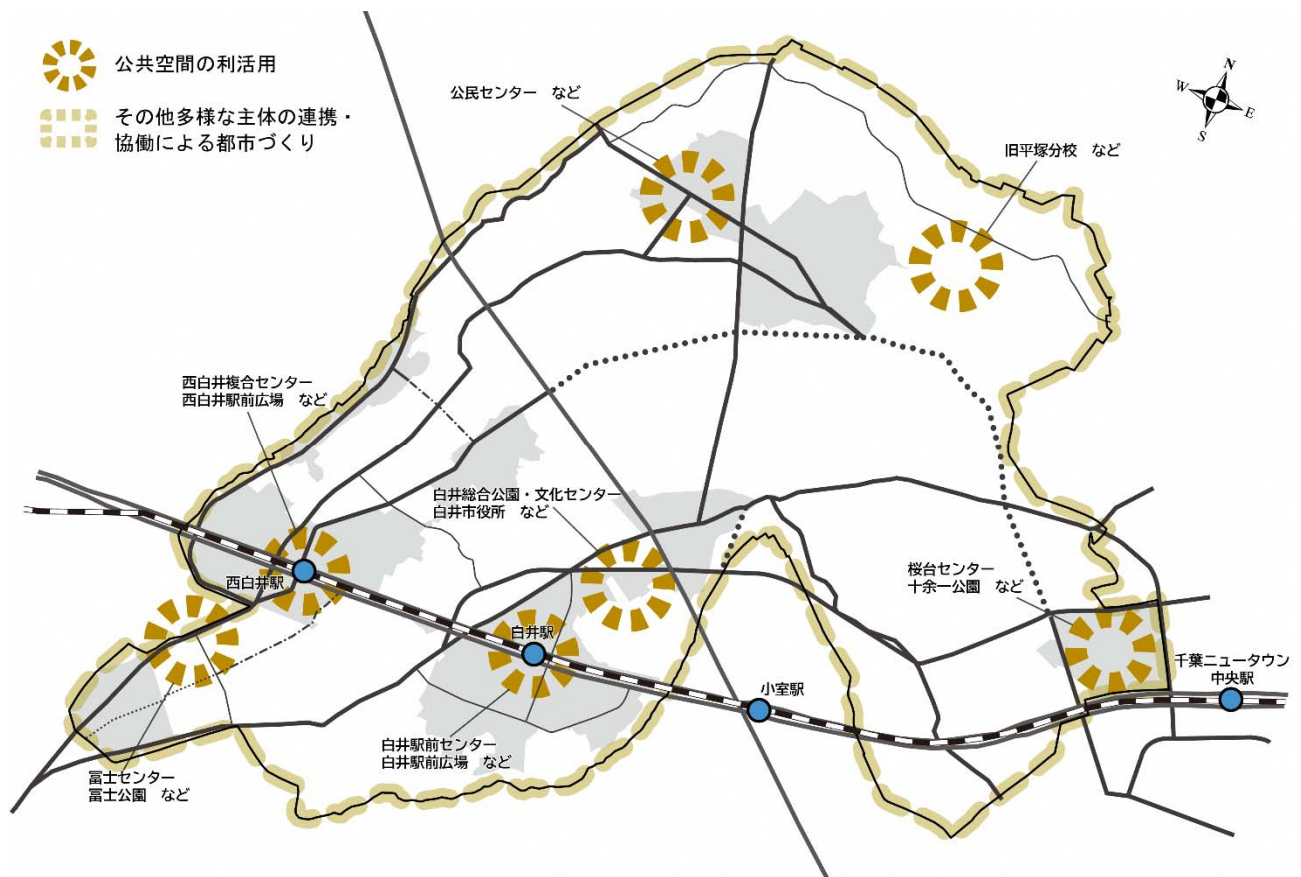 公共空間の利活用
その他多様な主体の連携・
協働による都市づくり
N
W
E
S
公民センター など
旧平塚分校 など
西白井複合センター
西白井駅前広場 など
白井総合公園・文化センター
白井市役所 など
西白井駅
白井駅
桜台センター
十余一公園 など
千葉ニュータウン
中央駅
小室駅
白井駅前センター
白井駅前広場 など
冨士センター
冨士公園 など